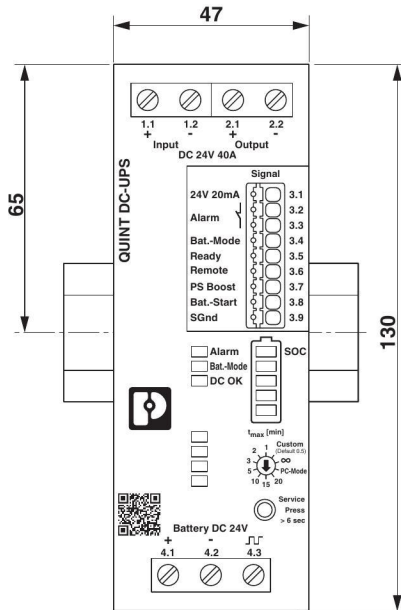 47
65
130
QUINT DC-UPS
1.1 1.2 2.1 2.2
+ - + -
Input Output
DC 24V 40A
Signal
24V 20mA 3.1
Alarm 3.2
3.3
Bat.-Mode 3.4
Ready 3.5
Remote 3.6
PS Boost 3.7
Bat.-Start 3.8
SGnd 3.9
Alarm SOC
Bat.-Mode
DC OK
tmax [min]
Custom
(Default 0.5)
1
2
3
5
10
15
20
∞
PC-Mode
Service
Press
> 6 sec
Battery DC 24V
+ -
4.1 4.2 4.3